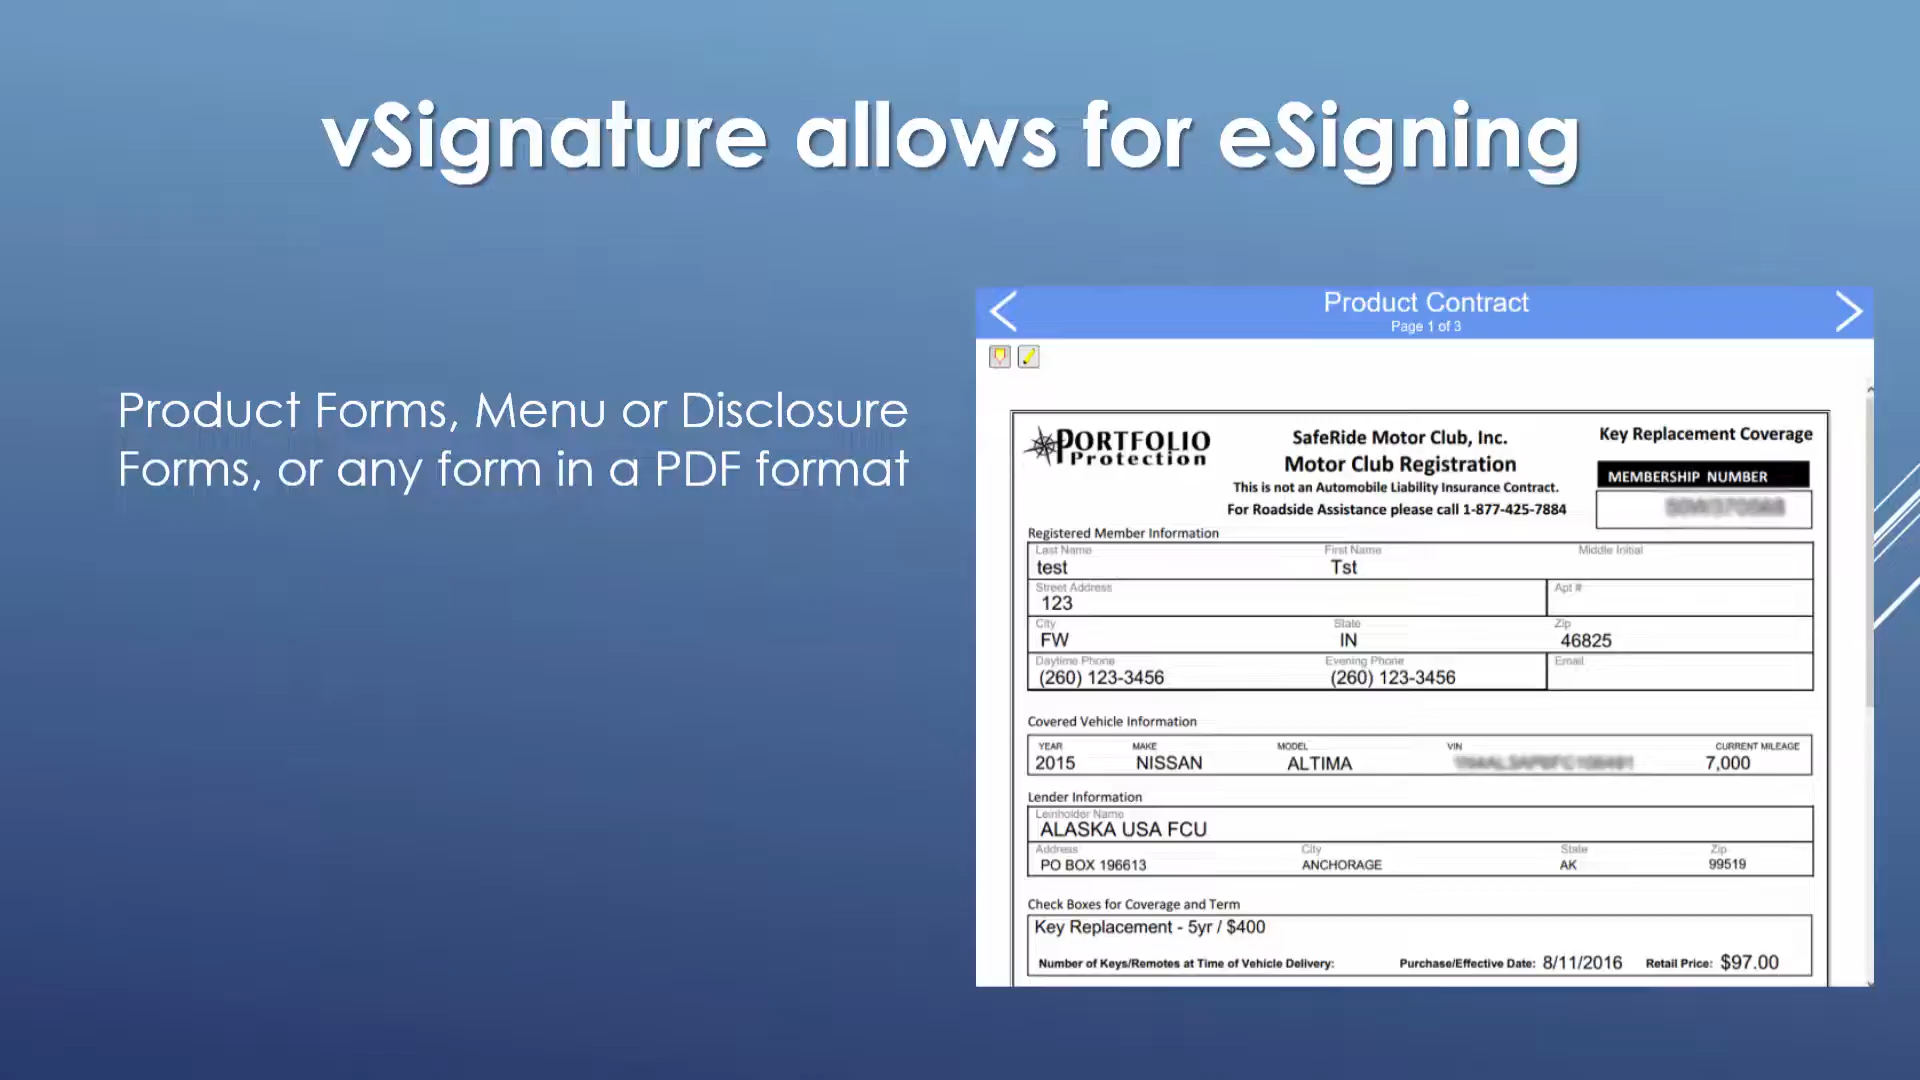 vSignature allows for eSigning
Product Forms, Menu or Disclosure
Forms, or any form in a PDF format
Product Contract
Page 1 of 3
PORTFOLIO
Protection
SafeRide Motor Club, Inc.
Motor Club Registration
This is not an Automobile Liability Insurance Contract.
For Roadside Assistance please call 1-877-425-7884
Key Replacement Coverage
MEMBERSHIP NUMBER
Registered Member Information
Last Name First Name Middle Initial
test Tst
Street Address Apt #
123
City State Zip
FW IN 46825
Daytime Phone Evening Phone Email
(260) 123-3456 (260) 123-3456
Covered Vehicle Information
YEAR MAKE MODEL VIN CURRENT MILEAGE
2015 NISSAN ALTIMA 7,000
Lender Information
Leinholder Name
ALASKA USA FCU
Address City State Zip
PO BOX 196613 ANCHORAGE AK 99519
Check Boxes for Coverage and Term
Key Replacement - 5yr / $400
Number of Keys/Remotes at Time of Vehicle Delivery: Purchase/Effective Date: 8/11/2016 Retail Price: $97.00